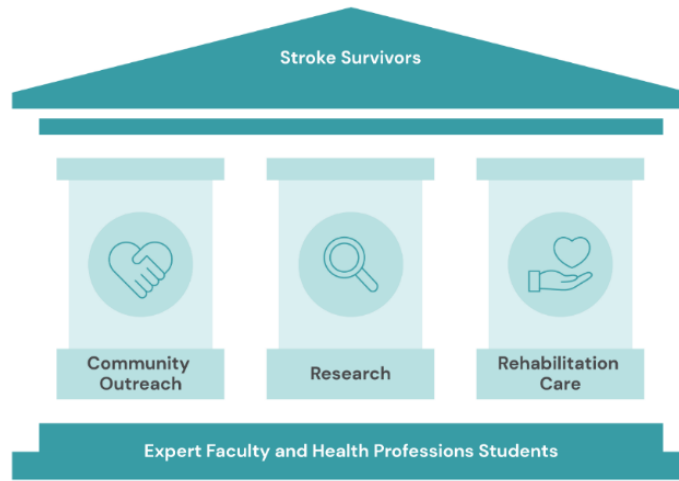 Stroke Survivors
Community
Outreach
Research
Rehabilitation
Care
Expert Faculty and Health Professions Students